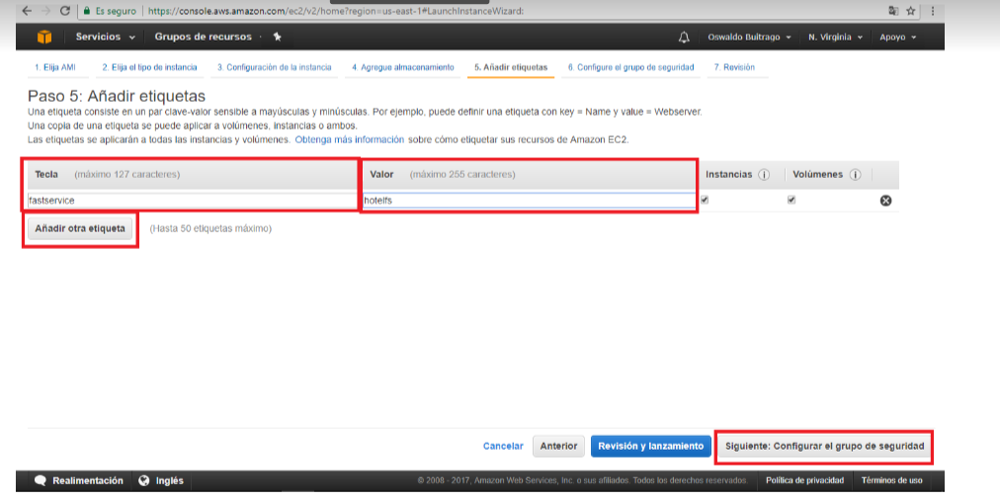 Es seguro https://console.aws.amazon.com/ec2/v2/home?region=us-east-1#LaunchInstanceWizard:
Servicios Grupos de recursos Oswaldo Buitrago N. Virginia Apoyo
1. Elija AMI 2. Elija el tipo de instancia 3. Configuración de la instancia 4. Agregue almacenamiento 5. Añadir etiquetas 6. Configure el grupo de seguridad 7. Revisión
Paso 5: Añadir etiquetas
Una etiqueta consiste en un par clave-valor sensible a mayúsculas y minúsculas. Por ejemplo, puede definir una etiqueta con key = Name y value = Webserver.
Una copia de una etiqueta se puede aplicar a volúmenes, instancias o ambos.
Las etiquetas se aplicarán a todas las instancias y volúmenes. Obtenga más información sobre cómo etiquetar sus recursos de Amazon EC2.
Tecla (máximo 127 caracteres) Valor (máximo 255 caracteres) Instancias Volúmenes
fastservice hotelfs
Añadir otra etiqueta (Hasta 50 etiquetas máximo)
Cancelar Anterior Revisión y lanzamiento Siguiente: Configurar el grupo de seguridad
Realimentación Inglés © 2008 - 2017, Amazon Web Services, Inc. o sus afiliados. Todos los derechos reservados. Política de privacidad Términos de uso